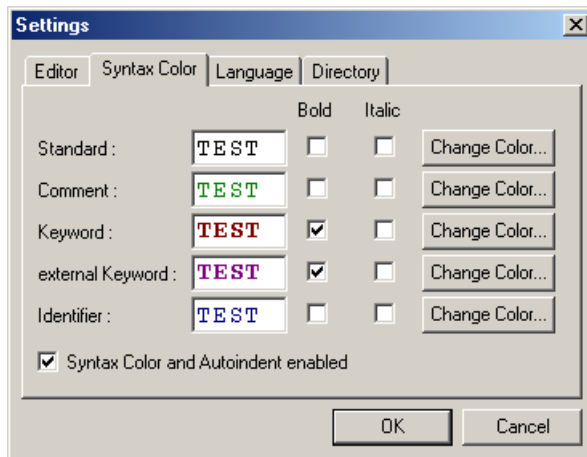 Settings
Editor Syntax Color Language Directory
Bold Italic
Standard : TEST Change Color...
Comment : TEST Change Color...
Keyword : TEST Change Color...
external Keyword : TEST Change Color...
Identifier : TEST Change Color...
Syntax Color and Autoindent enabled
OK Cancel